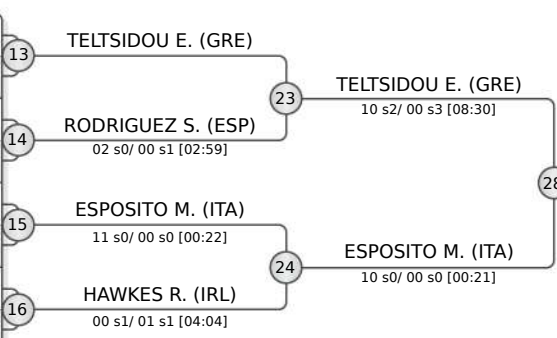 13
TELTSIDOU E. (GRE)
23
TELTSIDOU E. (GRE)
10 s2/ 00 s3 [08:30]
14
RODRIGUEZ S. (ESP)
02 s0/ 00 s1 [02:59]
28
15
ESPOSITO M. (ITA)
11 s0/ 00 s0 [00:22]
24
ESPOSITO M. (ITA)
10 s0/ 00 s0 [00:21]
16
HAWKES R. (IRL)
00 s1/ 01 s1 [04:04]